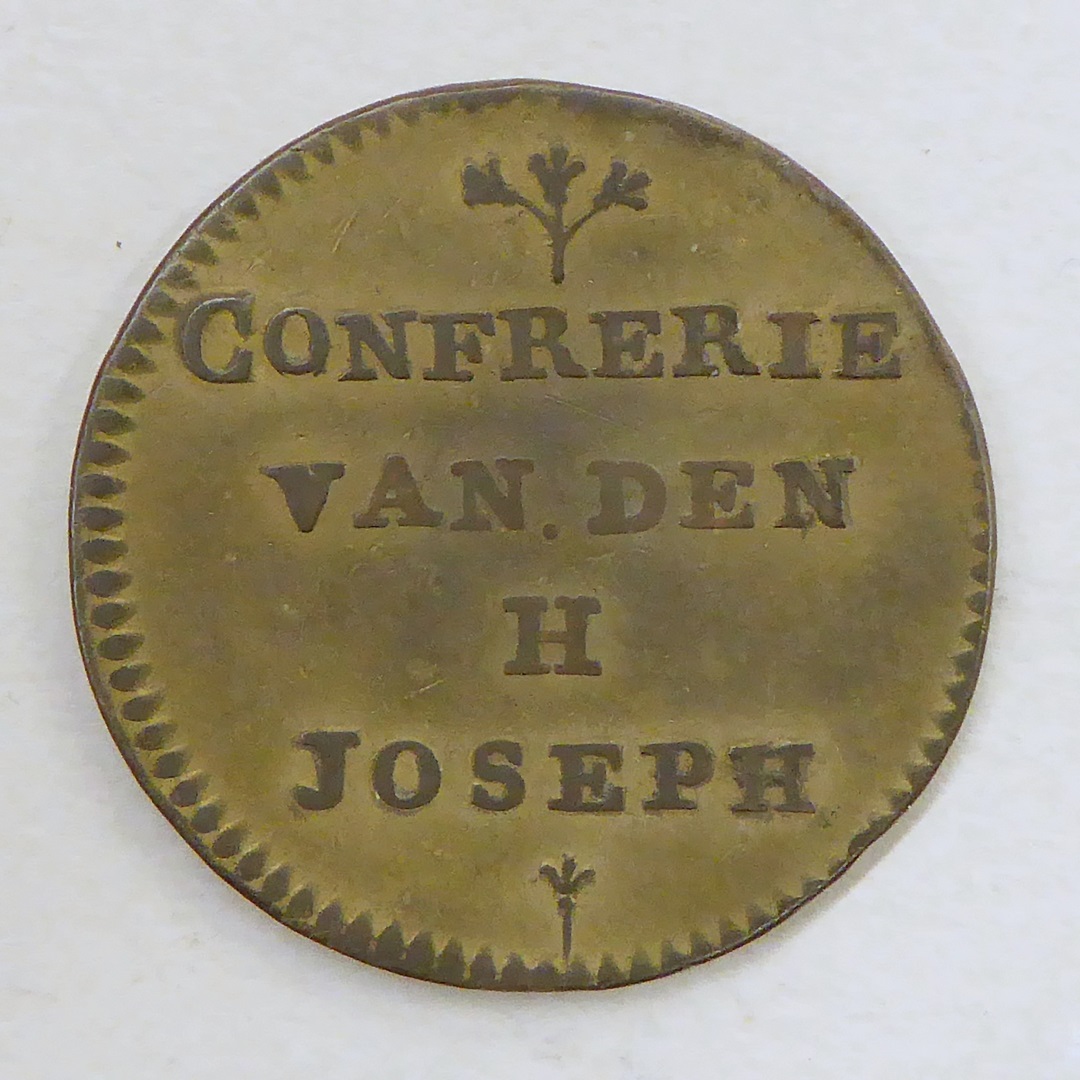 CONFRERIE
VAN. DEN
H
JOSEPH